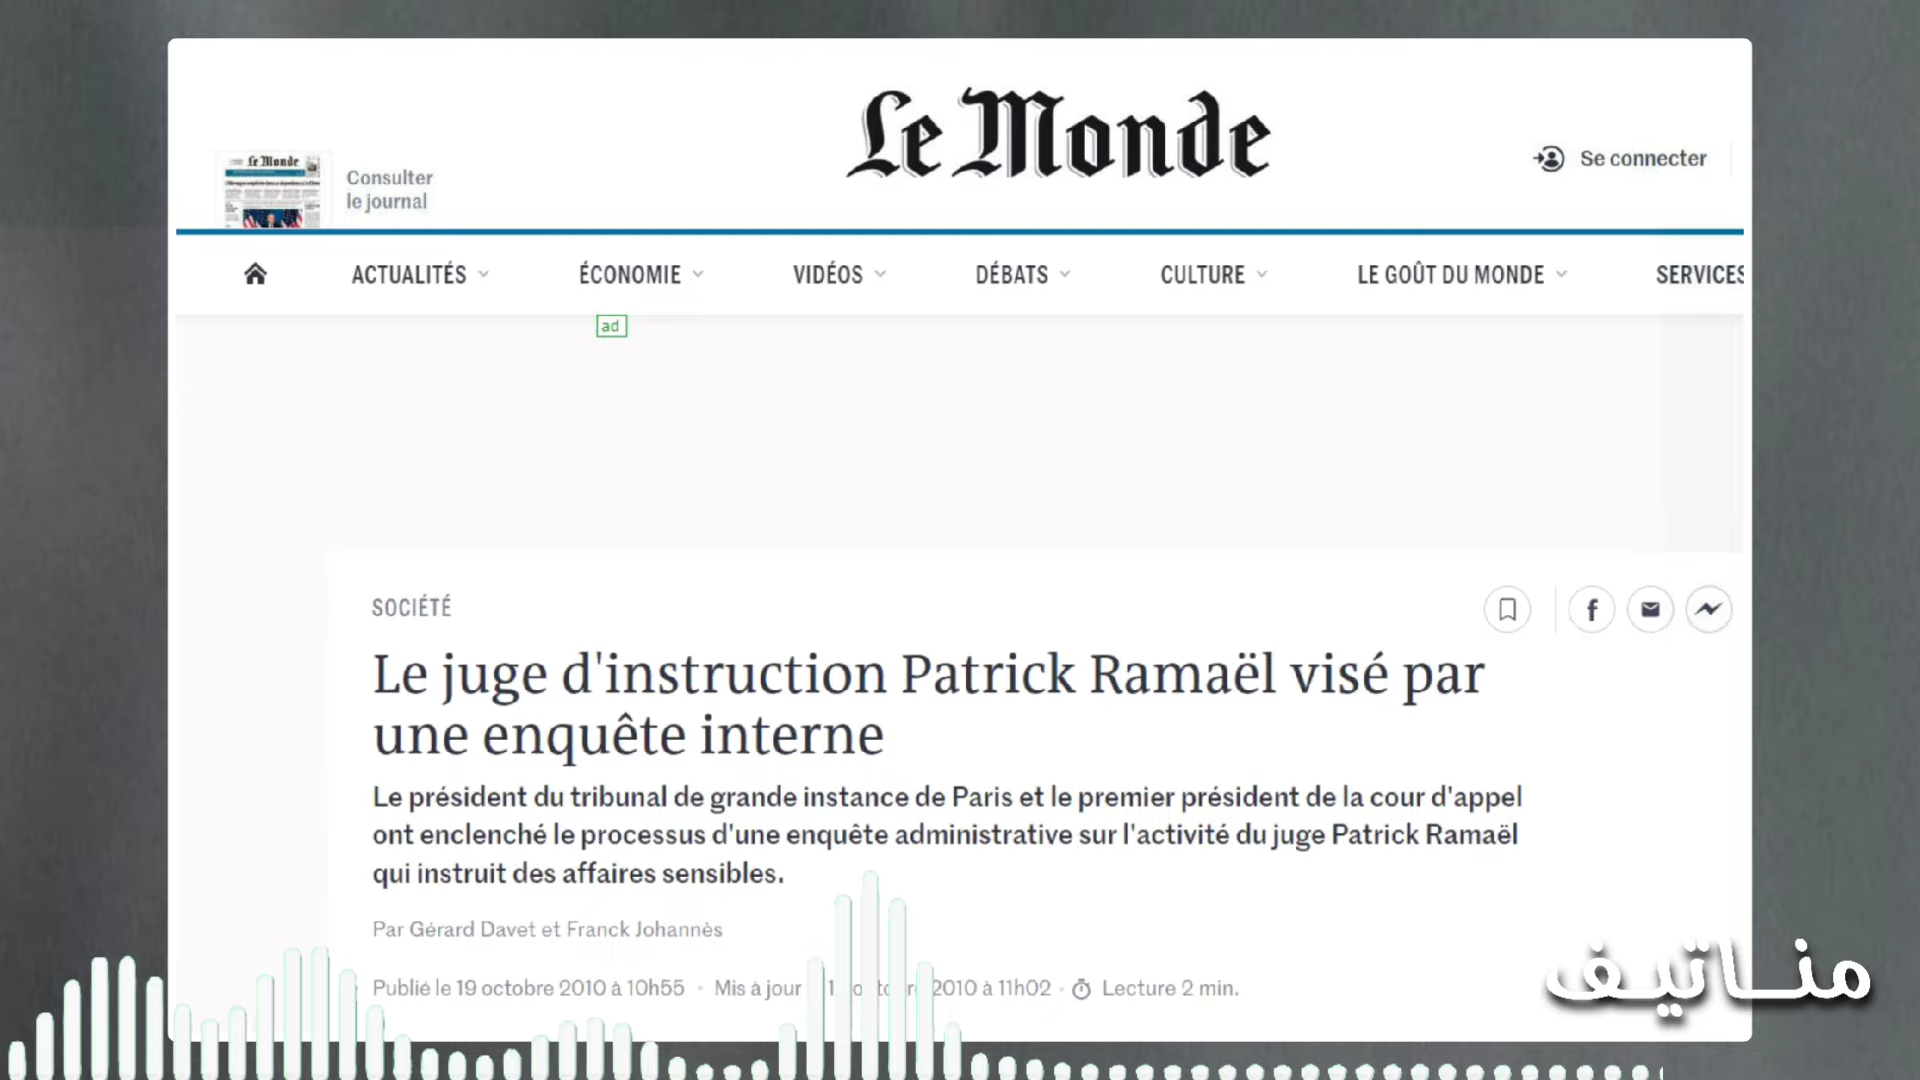 Le Monde
Le Monde
Consulter
le journal
Se connecter
ACTUALITÉS
ÉCONOMIE
VIDÉOS
DÉBATS
CULTURE
LE GOÛT DU MONDE
SERVICES
ad
SOCIÉTÉ
Le juge d'instruction Patrick Ramaël visé par
une enquête interne
Le président du tribunal de grande instance de Paris et le premier président de la cour d'appel
ont enclenché le processus d'une enquête administrative sur l'activité du juge Patrick Ramaël
qui instruit des affaires sensibles.
Par Gérard Davet et Franck Johannès
Publié le 19 octobre 2010 à 10h55 • Mis à jour 2010 à 11h02 • Lecture 2 min.
مناتيف